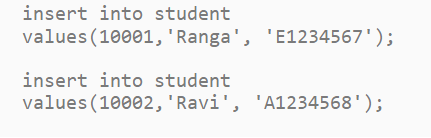 insert into student
values(10001,'Ranga', 'E1234567');
insert into student
values(10002,'Ravi', 'A1234568');